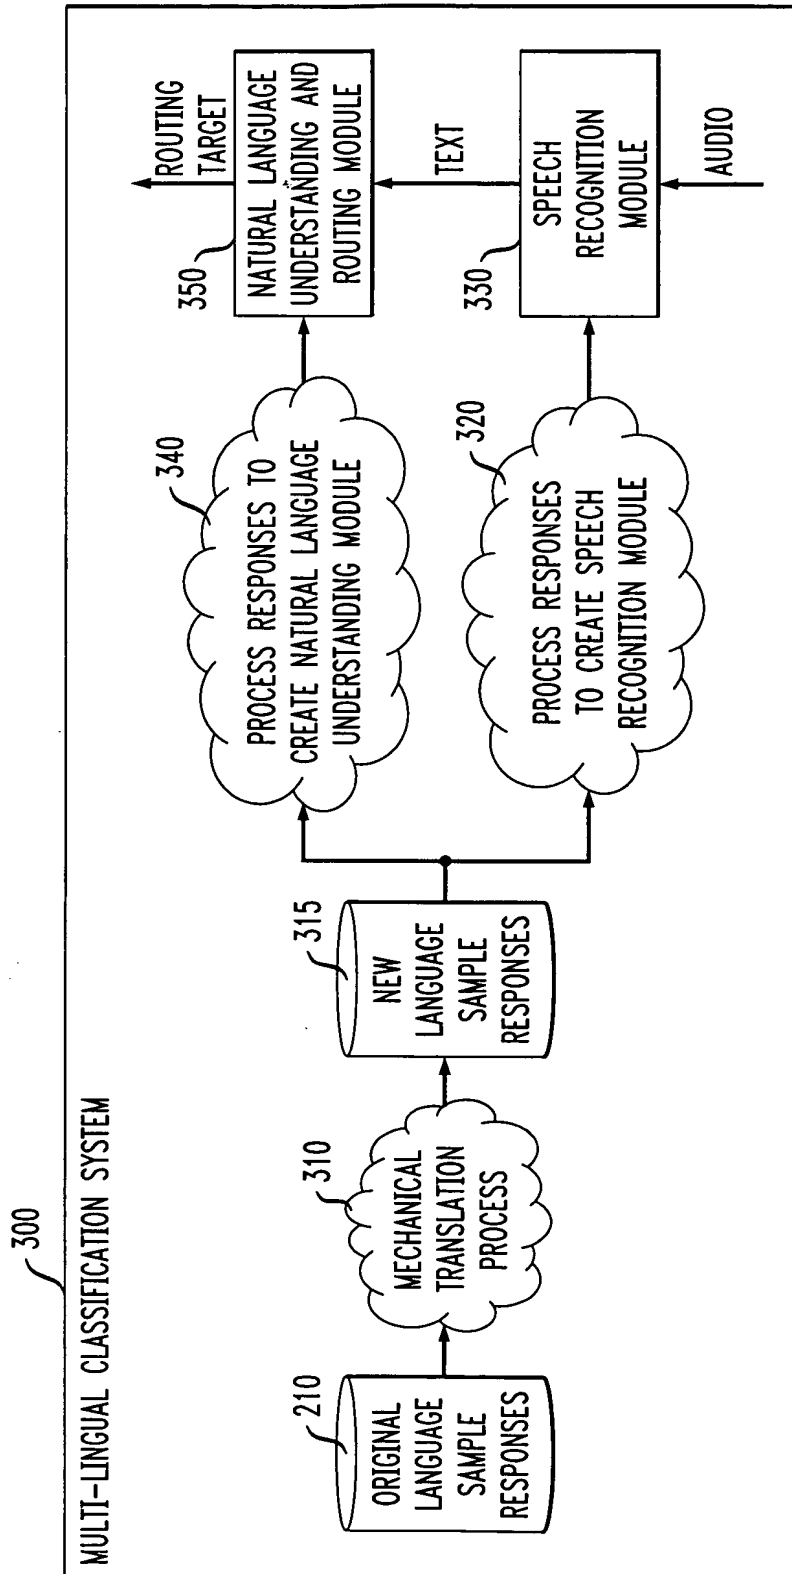 300
MULTI-LINGUAL CLASSIFICATION SYSTEM
210
ORIGINAL
LANGUAGE
SAMPLE
RESPONSES
310
MECHANICAL
TRANSLATION
PROCESS
315
NEW
LANGUAGE
SAMPLE
RESPONSES
340
PROCESS RESPONSES TO
CREATE NATURAL LANGUAGE
UNDERSTANDING MODULE
320
PROCESS RESPONSES
TO CREATE SPEECH
RECOGNITION MODULE
350
NATURAL LANGUAGE
UNDERSTANDING AND
ROUTING MODULE
ROUTING
TARGET
TEXT
330
SPEECH
RECOGNITION
MODULE
AUDIO